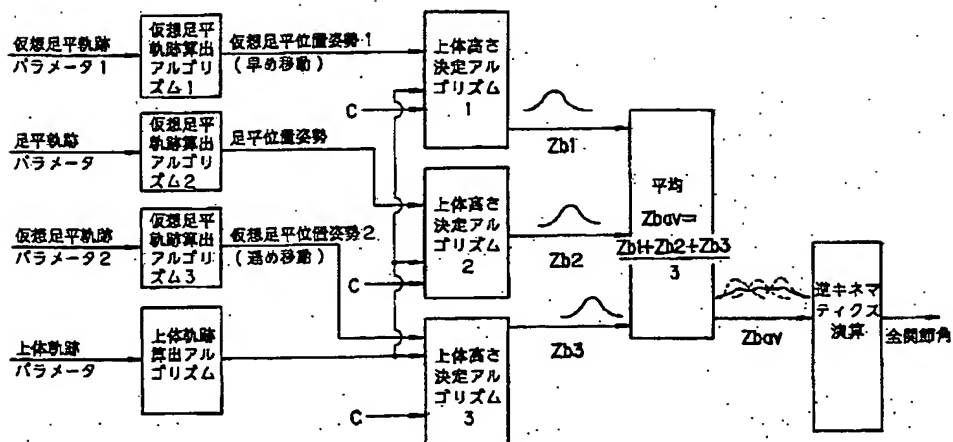 仮想足平軌跡
パラメータ1
仮想足平
軌跡算出
アルゴリ
ズム1
仮想足平位置姿勢1
(早め移動)
上体高さ
決定アル
ゴリズム
1
C
Zb1
足平軌跡
パラメータ
仮想足平
軌跡算出
アルゴリ
ズム2
足平位置姿勢
上体高さ
決定アル
ゴリズム
2
C
Zb2
仮想足平軌跡
パラメータ2
仮想足平
軌跡算出
アルゴリ
ズム3
仮想足平位置姿勢2
(遅め移動)
上体高さ
決定アル
ゴリズム
3
C
Zb3
上体軌跡
パラメータ
上体軌跡
算出アル
ゴリズム
平均
Zbav=
Zb1+Zb2+Zb3
3
Zbav
逆キネマ
ティクス
演算
全関節角